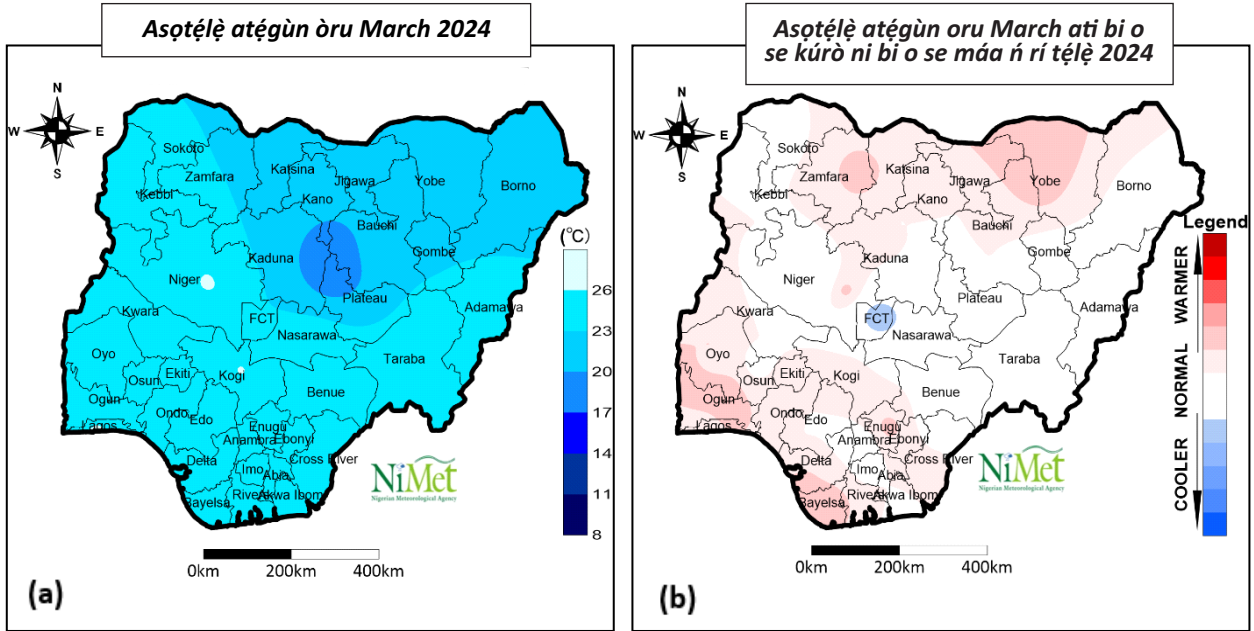 Asọtẹ́lẹ̀ atẹ́gùn òru March 2024
N
W
E
S
Sokoto
Zamfara
Katsina
Kebbi
Kano
Jigawa
Yobe
Borno
Bauchi
Gombe
Kaduna
Niger
Plateau
Adamawa
Kwara
FCT
Nasarawa
Oyo
Taraba
Osun
Ekiti
Kogi
Benue
Ogun
Ondo
Edo
Lagos
Enugu
Anambra
Ebonyi
Delta
Imo
Cross River
Abia
Bayelsa
Rivers
Akwa Ibom
(°C)
26
23
20
17
14
11
8
NiMet
Nigerian Meteorological Agency
0km 200km 400km
(a)
Asọtẹ́lẹ̀ atẹ́gùn oru March ati bi o
se kúrò ni bi o se máa ń rí tẹ́lẹ̀ 2024
N
W
E
S
Sokoto
Zamfara
Katsina
Kebbi
Kano
Jigawa
Yobe
Borno
Bauchi
Gombe
Kaduna
Niger
Plateau
Adamawa
Kwara
FCT
Nasarawa
Oyo
Taraba
Osun
Ekiti
Kogi
Benue
Ogun
Ondo
Edo
Lagos
Enugu
Anambra
Ebonyi
Delta
Imo
Cross River
Abia
Bayelsa
Rivers
Akwa Ibom
Legend
WARMER
NORMAL
COOLER
NiMet
Nigerian Meteorological Agency
0km 200km 400km
(b)